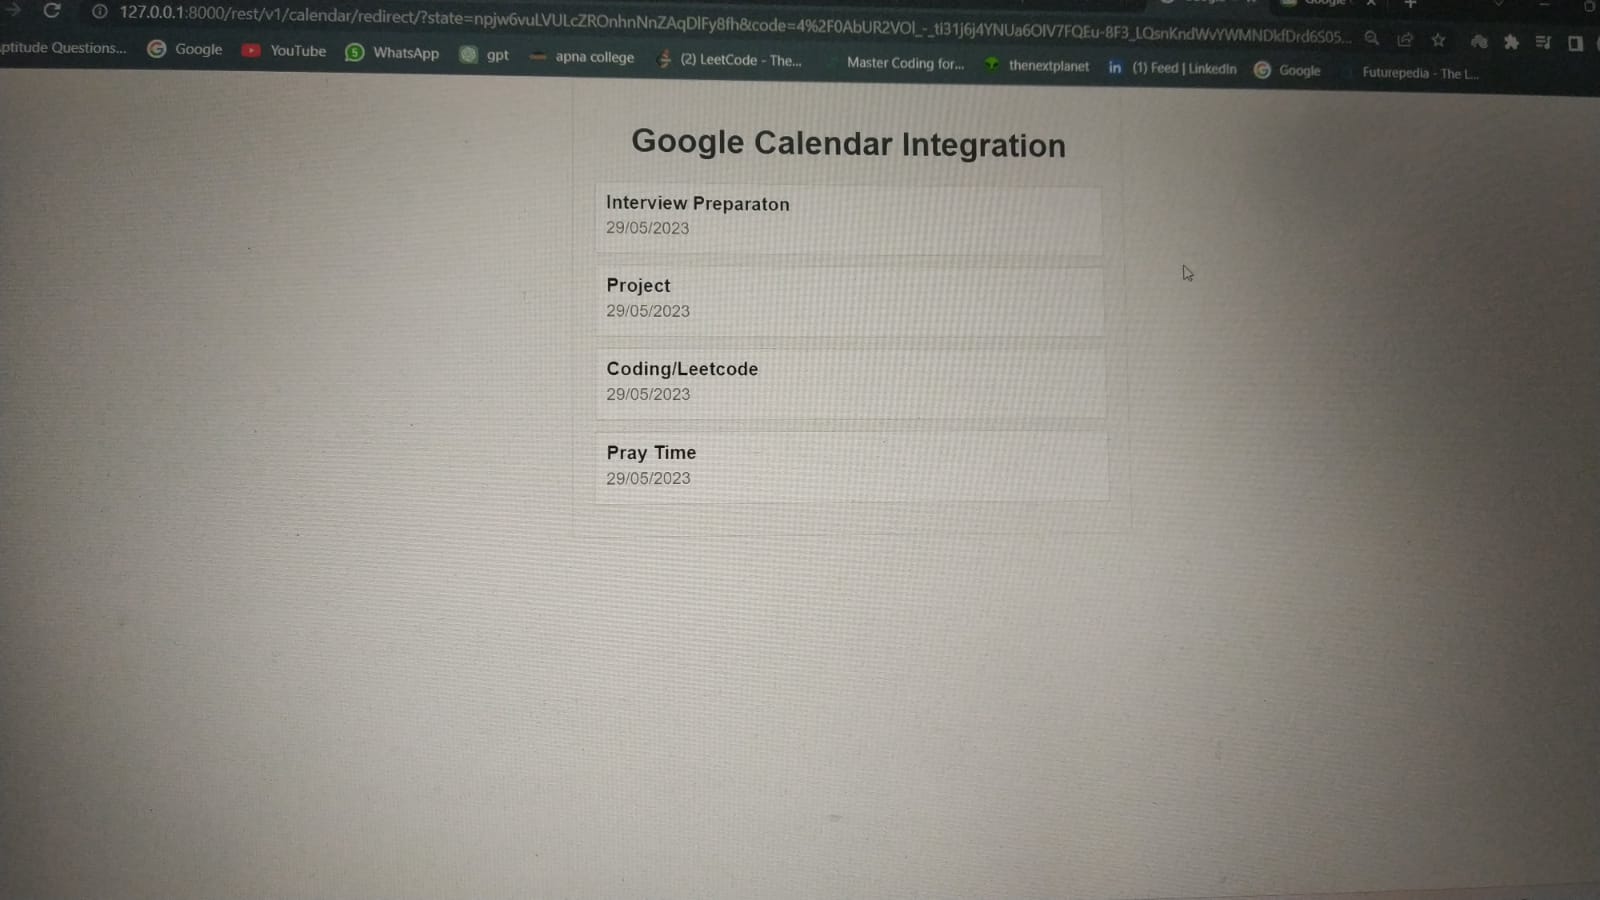 127.0.0.1:8000/rest/v1/calendar/redirect/?state=npjw6vuLVULcZROnhnNnZAqDlFy8fh&code=4%2F0AbUR2VOl_-_ti31j6j4YNUa6OIV7FQEu-8F3_LQsnKndWvYWMNDkfDrd6S05...
ptitude Questions... Google YouTube 5 WhatsApp gpt apna college (2) LeetCode - The... Master Coding for... thenextplanet in (1) Feed | LinkedIn Google Futurepedia - The L...
Google Calendar Integration
Interview Preparaton
29/05/2023
Project
29/05/2023
Coding/Leetcode
29/05/2023
Pray Time
29/05/2023